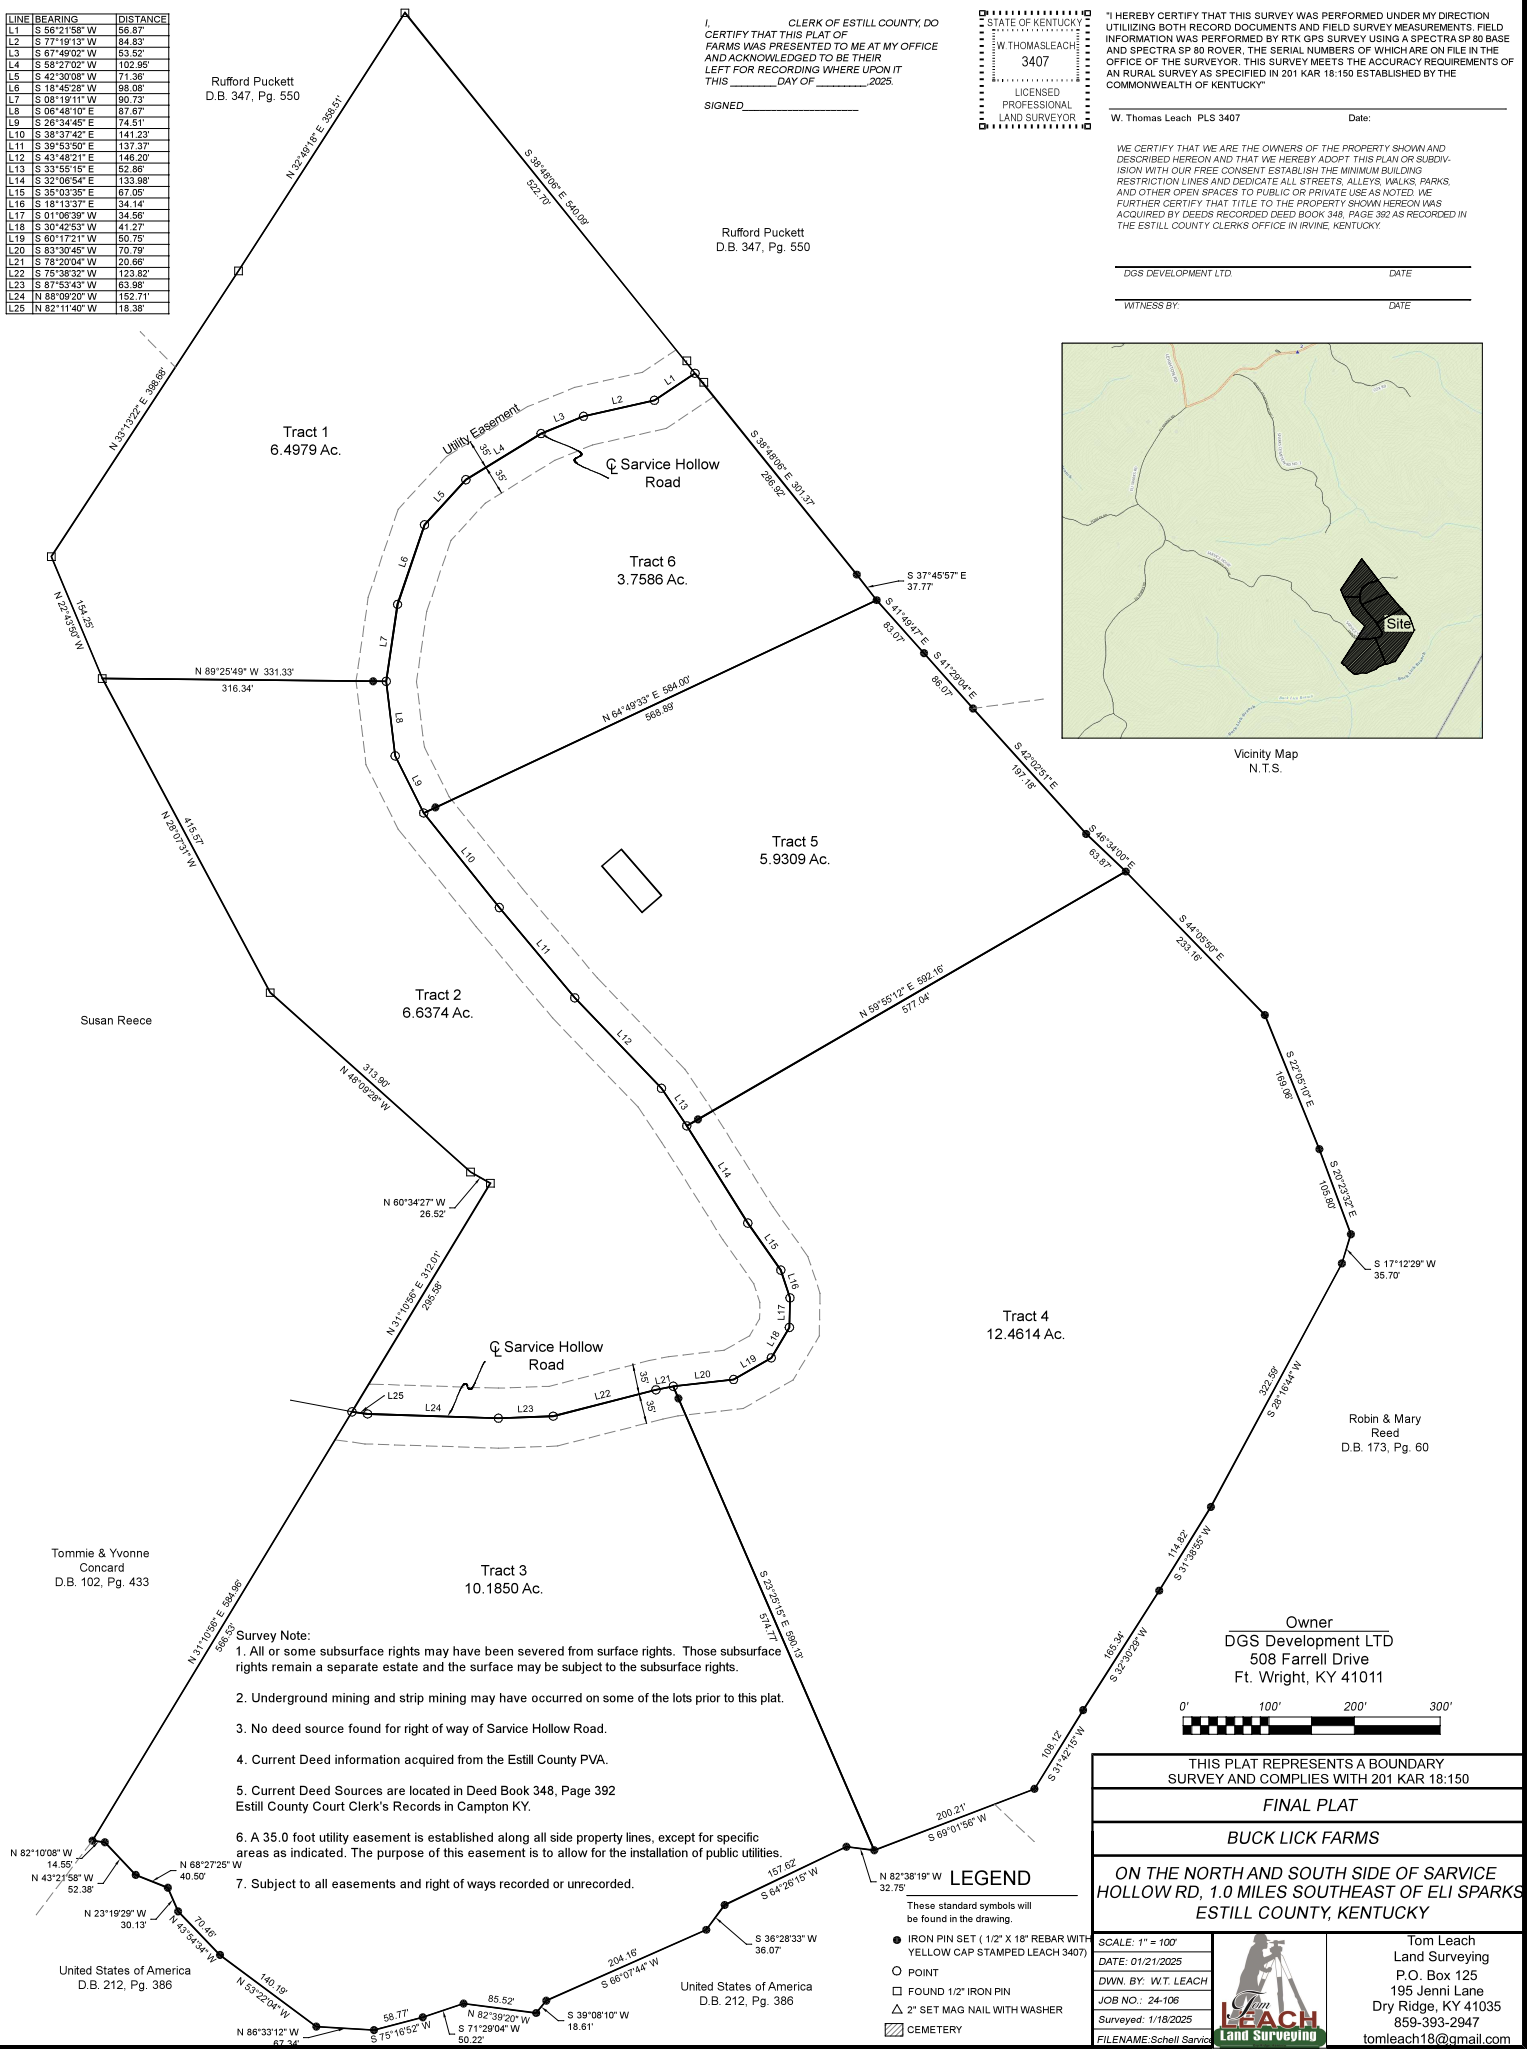 LINE BEARING DISTANCE
L1 S 56°21'58" W 56.87'
L2 S 77°19'13" W 84.83'
L3 S 67°49'02" W 53.52'
L4 S 58°27'02" W 102.95'
L5 S 42°30'08" W 71.36'
L6 S 18°45'28" W 98.08'
L7 S 08°19'11" W 90.73'
L8 S 06°48'10" E 87.67'
L9 S 26°34'45" E 74.51'
L10 S 38°37'42" E 141.23'
L11 S 39°53'50" E 137.37'
L12 S 43°48'21" E 146.20'
L13 S 33°55'15" E 52.86'
L14 S 32°06'54" E 133.98'
L15 S 35°03'35" E 67.05'
L16 S 18°13'37" E 34.14'
L17 S 01°06'39" W 34.56'
L18 S 30°42'53" W 41.27'
L19 S 60°17'21" W 50.75'
L20 S 83°30'45" W 70.79'
L21 S 78°20'04" W 20.66'
L22 S 75°38'32" W 123.82'
L23 S 87°53'43" W 63.98'
L24 N 88°09'20" W 152.71'
L25 N 82°11'40" W 18.38'
I, CLERK OF ESTILL COUNTY, DO
CERTIFY THAT THIS PLAT OF
FARMS WAS PRESENTED TO ME AT MY OFFICE
AND ACKNOWLEDGED TO BE THEIR
LEFT FOR RECORDING WHERE UPON IT
THIS ________DAY OF _________,2025.
SIGNED____________________
STATE OF KENTUCKY
W.THOMASLEACH
3407
LICENSED
PROFESSIONAL
LAND SURVEYOR
"I HEREBY CERTIFY THAT THIS SURVEY WAS PERFORMED UNDER MY DIRECTION
UTILIIZING BOTH RECORD DOCUMENTS AND FIELD SURVEY MEASUREMENTS. FIELD
INFORMATION WAS PERFORMED BY RTK GPS SURVEY USING A SPECTRA SP 80 BASE
AND SPECTRA SP 80 ROVER, THE SERIAL NUMBERS OF WHICH ARE ON FILE IN THE
OFFICE OF THE SURVEYOR. THIS SURVEY MEETS THE ACCURACY REQUIREMENTS OF
AN RURAL SURVEY AS SPECIFIED IN 201 KAR 18:150 ESTABLISHED BY THE
COMMONWEALTH OF KENTUCKY"
W. Thomas Leach PLS 3407 Date:
WE CERTIFY THAT WE ARE THE OWNERS OF THE PROPERTY SHOWN AND
DESCRIBED HEREON AND THAT WE HEREBY ADOPT THIS PLAN OR SUBDIV-
ISION WITH OUR FREE CONSENT ESTABLISH THE MINIMUM BUILDING
RESTRICTION LINES AND DEDICATE ALL STREETS, ALLEYS, WALKS, PARKS,
AND OTHER OPEN SPACES TO PUBLIC OR PRIVATE USE AS NOTED. WE
FURTHER CERTIFY THAT TITLE TO THE PROPERTY SHOWN HEREON WAS
ACQUIRED BY DEEDS RECORDED DEED BOOK 348, PAGE 392 AS RECORDED IN
THE ESTILL COUNTY CLERKS OFFICE IN IRVINE, KENTUCKY.
DGS DEVELOPMENT LTD. DATE
WITNESS BY: DATE
Site
Buck Lick Branch
Vicinity Map
N.T.S.
Rufford Puckett
D.B. 347, Pg. 550
N 32°49'18" E 358.51'
S 38°48'06" E 540.09'
522.70'
Rufford Puckett
D.B. 347, Pg. 550
N 33°13'22" E 398.68'
Tract 1
6.4979 Ac.
Utility Easement
35'
35'
L1
L2
L3
L4
L5
L6
L7
L8
L9
℄ Sarvice Hollow
Road
S 38°48'06" E 301.37'
286.92'
Tract 6
3.7586 Ac.
S 37°45'57" E
37.77'
S 41°49'47" E
83.07'
S 41°29'04" E
86.07'
154.25'
N 22°43'50" W
N 89°25'49" W 331.33'
316.34'
N 64°49'33" E 584.00'
568.89'
S 42°02'51" E
197.18'
S 46°34'00" E
63.87'
415.57'
N 28°07'31" W
Tract 5
5.9309 Ac.
L10
L11
L12
L13
S 44°05'50" E
233.16'
N 59°55'12" E 592.16'
577.04'
Tract 2
6.6374 Ac.
Susan Reece
313.90'
N 48°09'28" W
S 22°05'10" E
169.06'
S 20°23'32" E
105.80'
N 60°34'27" W
26.52'
L14
L15
L16
L17
L18
L19
L20
L21
L22
L23
L24
L25
S 17°12'29" W
35.70'
N 31°10'56" E 312.01'
295.58'
℄ Sarvice Hollow
Road
35'
35'
Tract 4
12.4614 Ac.
322.59'
S 28°16'44" W
Robin & Mary
Reed
D.B. 173, Pg. 60
Tommie & Yvonne
Concard
D.B. 102, Pg. 433
N 31°10'56" E 584.96'
566.53'
Tract 3
10.1850 Ac.
S 23°25'15" E 590.13'
574.77'
114.82'
S 31°38'55" W
165.34'
S 32°30'29" W
108.12'
S 31°42'15" W
200.21'
S 69°01'56" W
Survey Note:
1. All or some subsurface rights may have been severed from surface rights. Those subsurface
rights remain a separate estate and the surface may be subject to the subsurface rights.
2. Underground mining and strip mining may have occurred on some of the lots prior to this plat.
3. No deed source found for right of way of Sarvice Hollow Road.
4. Current Deed information acquired from the Estill County PVA.
5. Current Deed Sources are located in Deed Book 348, Page 392
Estill County Court Clerk's Records in Campton KY.
6. A 35.0 foot utility easement is established along all side property lines, except for specific
areas as indicated. The purpose of this easement is to allow for the installation of public utilities.
7. Subject to all easements and right of ways recorded or unrecorded.
N 82°10'08" W
14.55'
N 43°21'58" W
52.38'
N 68°27'25" W
40.50'
N 23°19'29" W
30.13'
70.46'
N 43°54'34" W
140.19'
N 53°22'04" W
N 86°33'12" W
67.34'
58.77'
S 75°16'52" W
S 71°29'04" W
50.22'
85.52'
N 82°39'20" W
S 39°08'10" W
18.61'
204.16'
S 66°07'44" W
S 36°28'33" W
36.07'
157.62'
S 64°26'15" W
N 82°38'19" W
32.75'
United States of America
D.B. 212, Pg. 386
United States of America
D.B. 212, Pg. 386
LEGEND
These standard symbols will
be found in the drawing.
IRON PIN SET ( 1/2" X 18" REBAR WITH
YELLOW CAP STAMPED LEACH 3407)
POINT
FOUND 1/2" IRON PIN
2" SET MAG NAIL WITH WASHER
CEMETERY
Owner
DGS Development LTD
508 Farrell Drive
Ft. Wright, KY 41011
0' 100' 200' 300'
THIS PLAT REPRESENTS A BOUNDARY
SURVEY AND COMPLIES WITH 201 KAR 18:150
FINAL PLAT
BUCK LICK FARMS
ON THE NORTH AND SOUTH SIDE OF SARVICE
HOLLOW RD, 1.0 MILES SOUTHEAST OF ELI SPARKS
ESTILL COUNTY, KENTUCKY
SCALE: 1" = 100'
DATE: 01/21/2025
DWN. BY: W.T. LEACH
JOB NO.: 24-106
Surveyed: 1/18/2025
FILENAME:Schell Sarvice
Tom
LEACH
Land Surveying
Tom Leach
Land Surveying
P.O. Box 125
195 Jenni Lane
Dry Ridge, KY 41035
859-393-2947
tomleach18@gmail.com